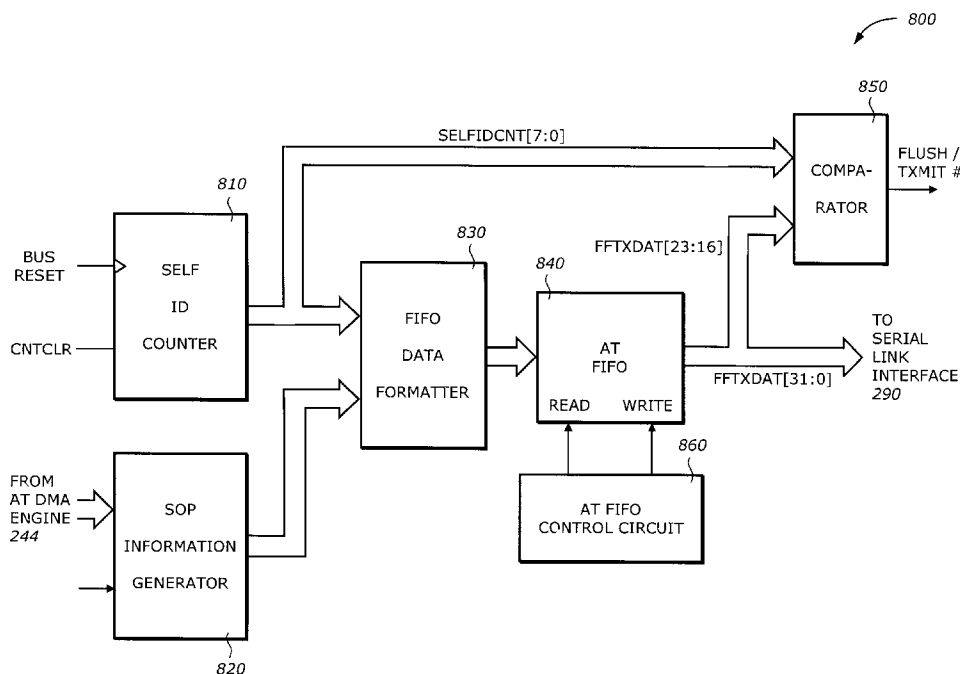 800
850
SELFIDCNT[7:0]
FLUSH /
TXMIT #
COMPA-
RATOR
810
BUS
RESET
SELF
ID
COUNTER
CNTCLR
830
FIFO
DATA
FORMATTER
840
FFTXDAT[23:16]
AT
FIFO
READ WRITE
FFTXDAT[31:0]
TO
SERIAL
LINK
INTERFACE
290
860
AT FIFO
CONTROL CIRCUIT
FROM
AT DMA
ENGINE
244
SOP
INFORMATION
GENERATOR
820